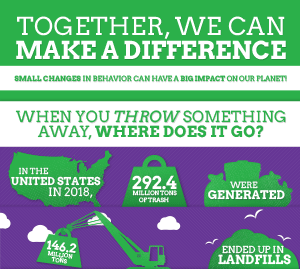 TOGETHER, WE CAN
MAKE A DIFFERENCE
SMALL CHANGES IN BEHAVIOR CAN HAVE A BIG IMPACT ON OUR PLANET!
WHEN YOU THROW SOMETHING
AWAY, WHERE DOES IT GO?
IN THE
UNITED STATES
IN 2018,
292.4
MILLION TONS
OF TRASH
WERE
GENERATED
146.2
MILLION
TONS
ENDED UP IN
LANDFILLS